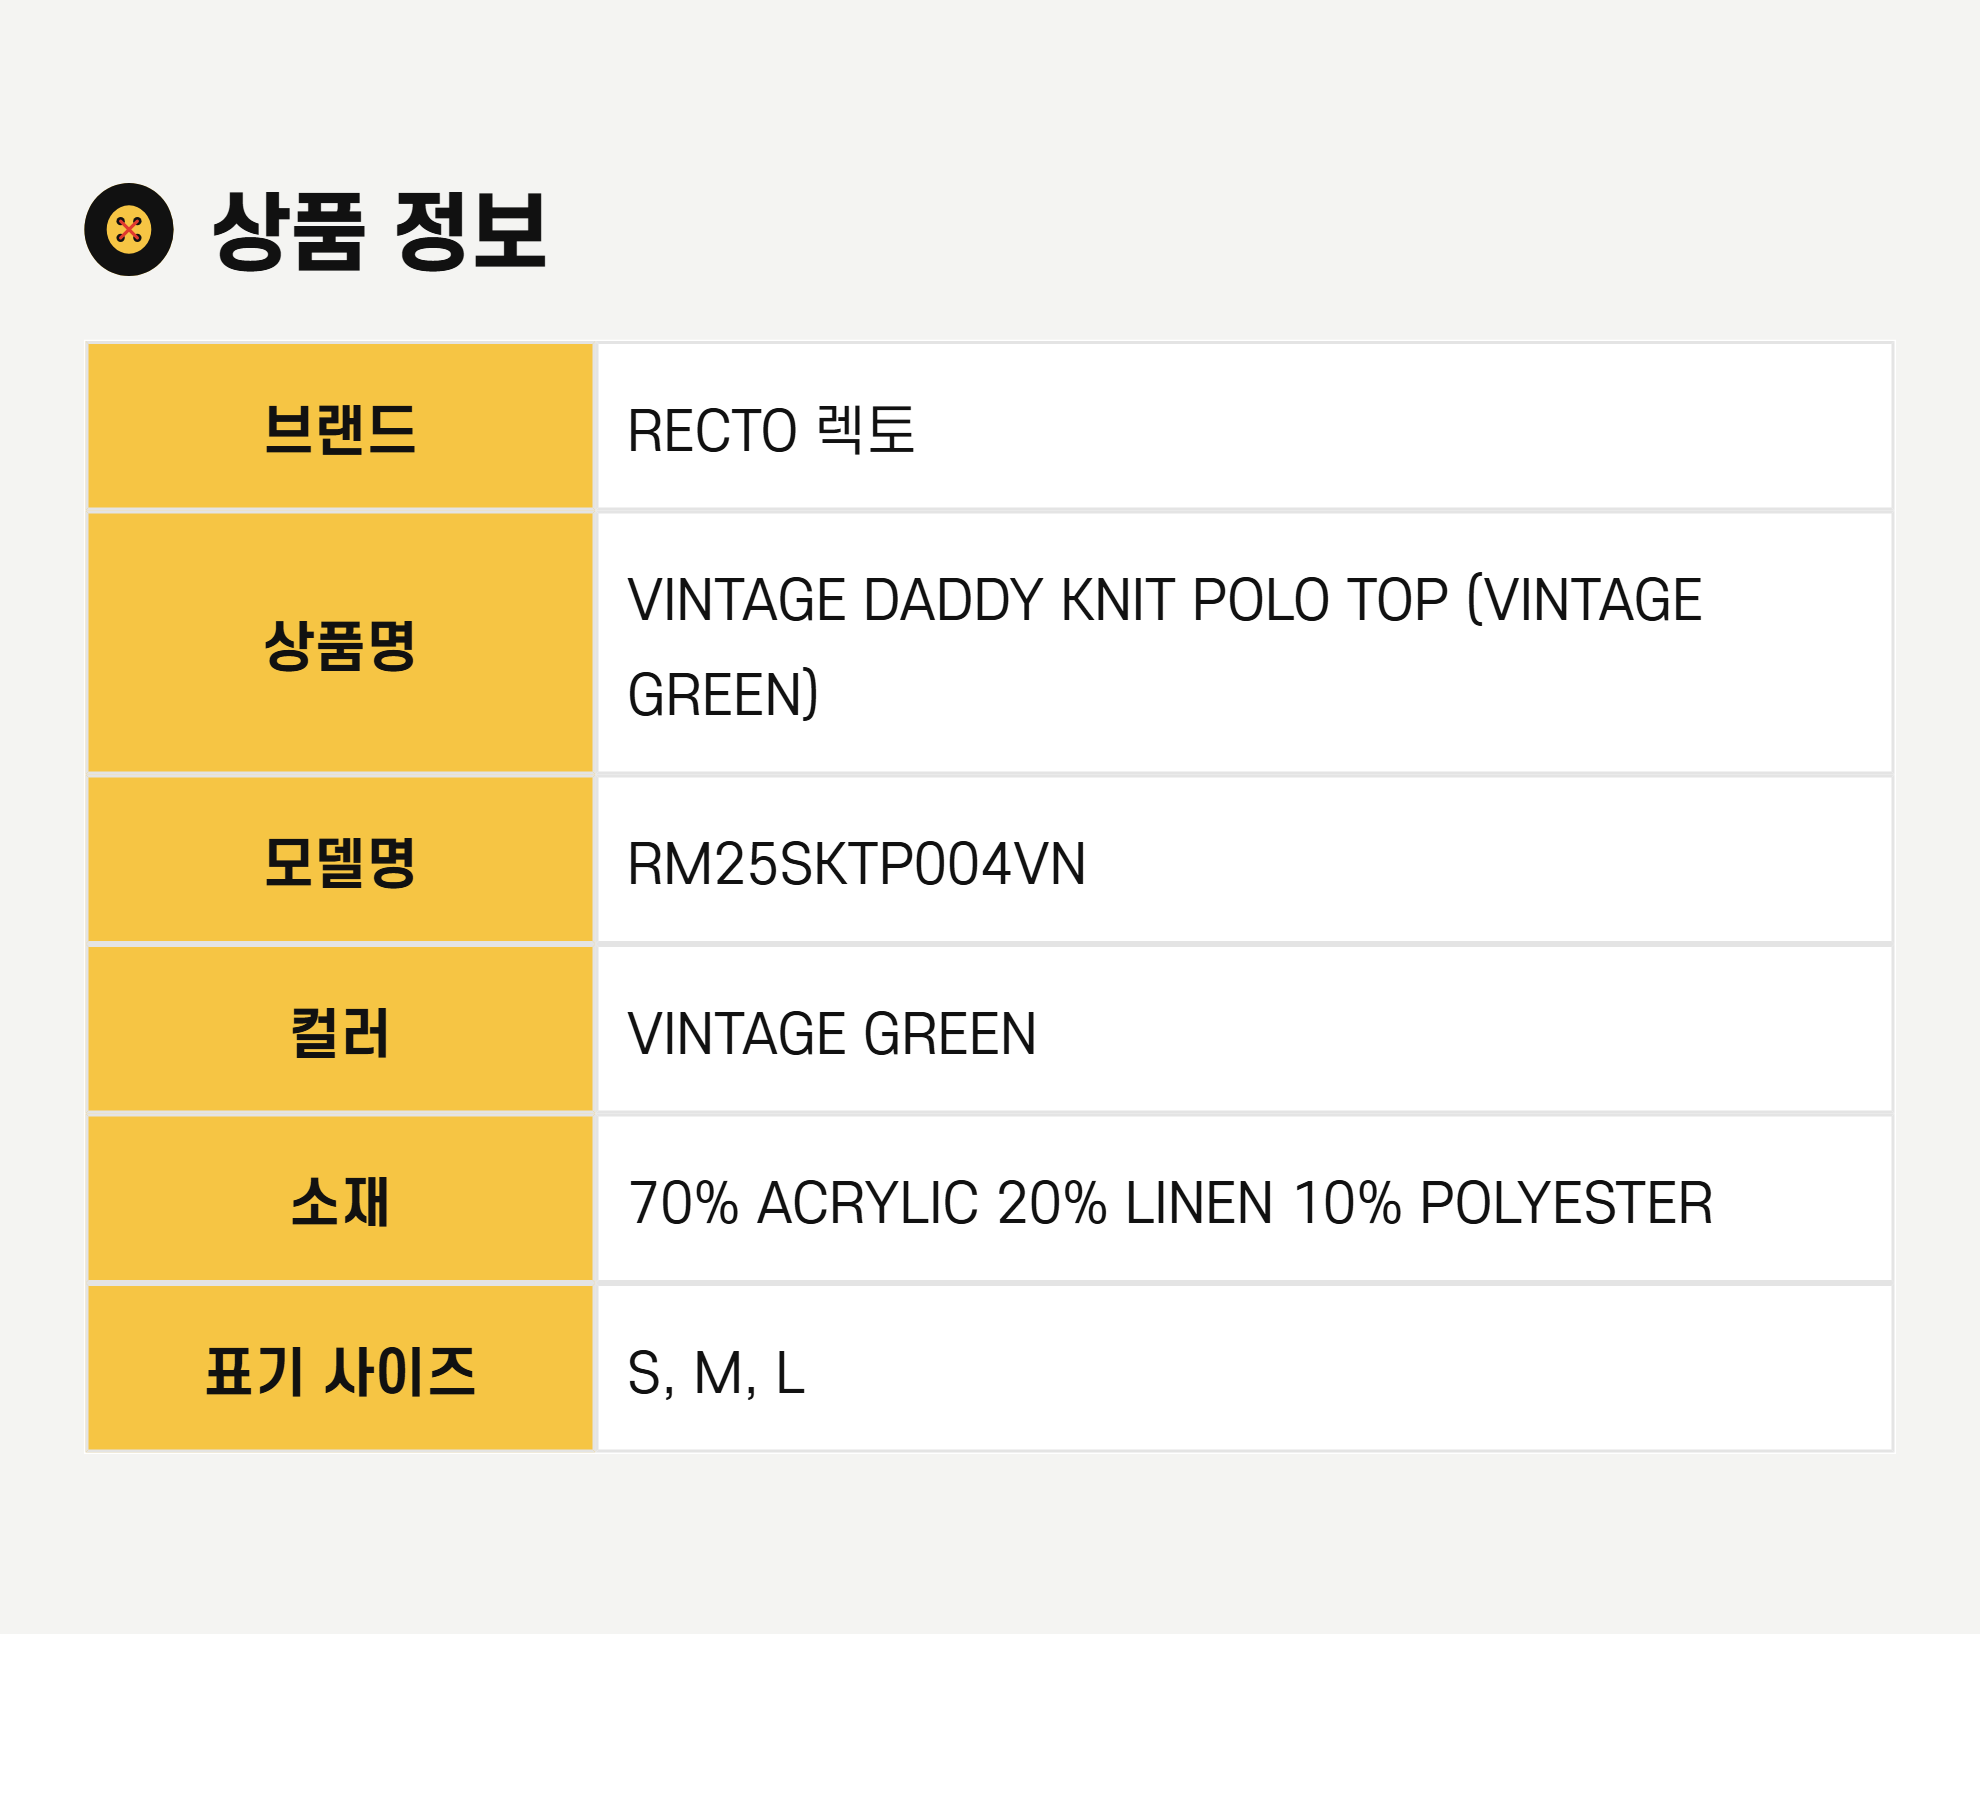 상품 정보
브랜드
RECTO 렉토
상품명
VINTAGE DADDY KNIT POLO TOP (VINTAGE
GREEN)
모델명
RM25SKTP004VN
컬러
VINTAGE GREEN
소재
70% ACRYLIC 20% LINEN 10% POLYESTER
표기 사이즈
S, M, L